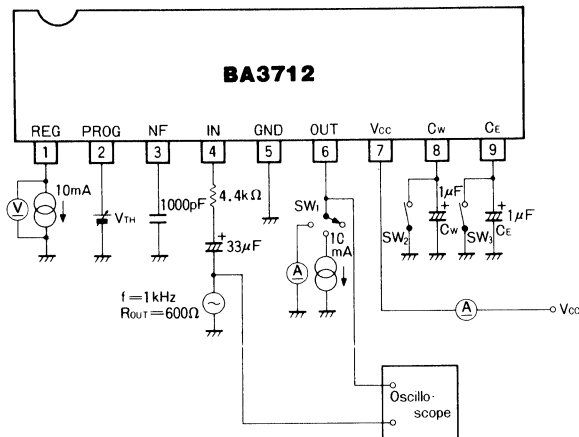 BA3712
REG PROG NF IN GND OUT Vcc Cw CE
1 2 3 4 5 6 7 8 9
V
10mA
VTH
1000pF
4.4kΩ
+
33μF
f=1kHz
ROUT=600Ω
SW1
A
10
mA
SW2
1μF
+
Cw
SW3
+
1μF
CE
A
Vcc
Oscillo-
scope